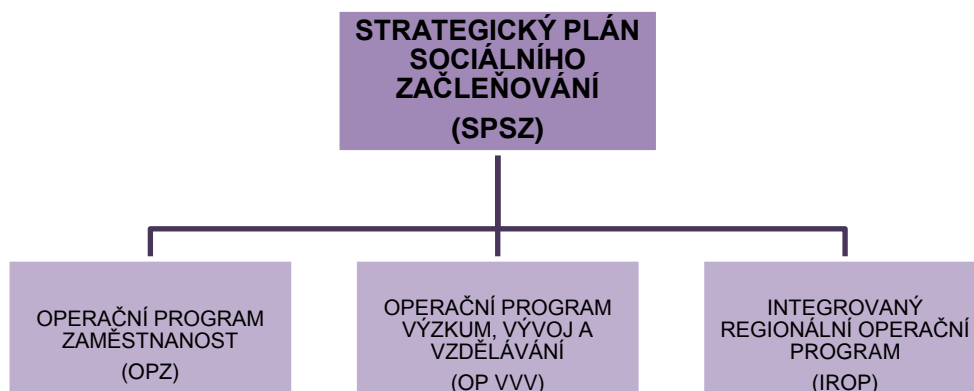 STRATEGICKÝ PLÁN
SOCIÁLNÍHO
ZAČLEŇOVÁNÍ
(SPSZ)
OPERAČNÍ PROGRAM
ZAMĚSTNANOST
(OPZ)
OPERAČNÍ PROGRAM
VÝZKUM, VÝVOJ A
VZDĚLÁVÁNÍ
(OP VVV)
INTEGROVANÝ
REGIONÁLNÍ OPERAČNÍ
PROGRAM
(IROP)